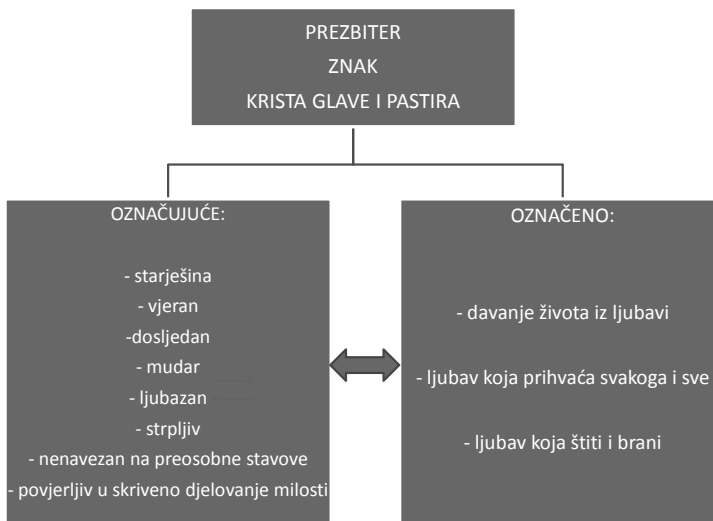 PREZBITER
ZNAK
KRISTA GLAVE I PASTIRA
OZNAČUJUĆE:
- starješina
- vjeran
-dosljedan
- mudar
- ljubazan
- strpljiv
- nenavezan na preosobne stavove
- povjerljiv u skriveno djelovanje milosti
OZNAČENO:
- davanje života iz ljubavi
- ljubav koja prihvaća svakoga i sve
- ljubav koja štiti i brani